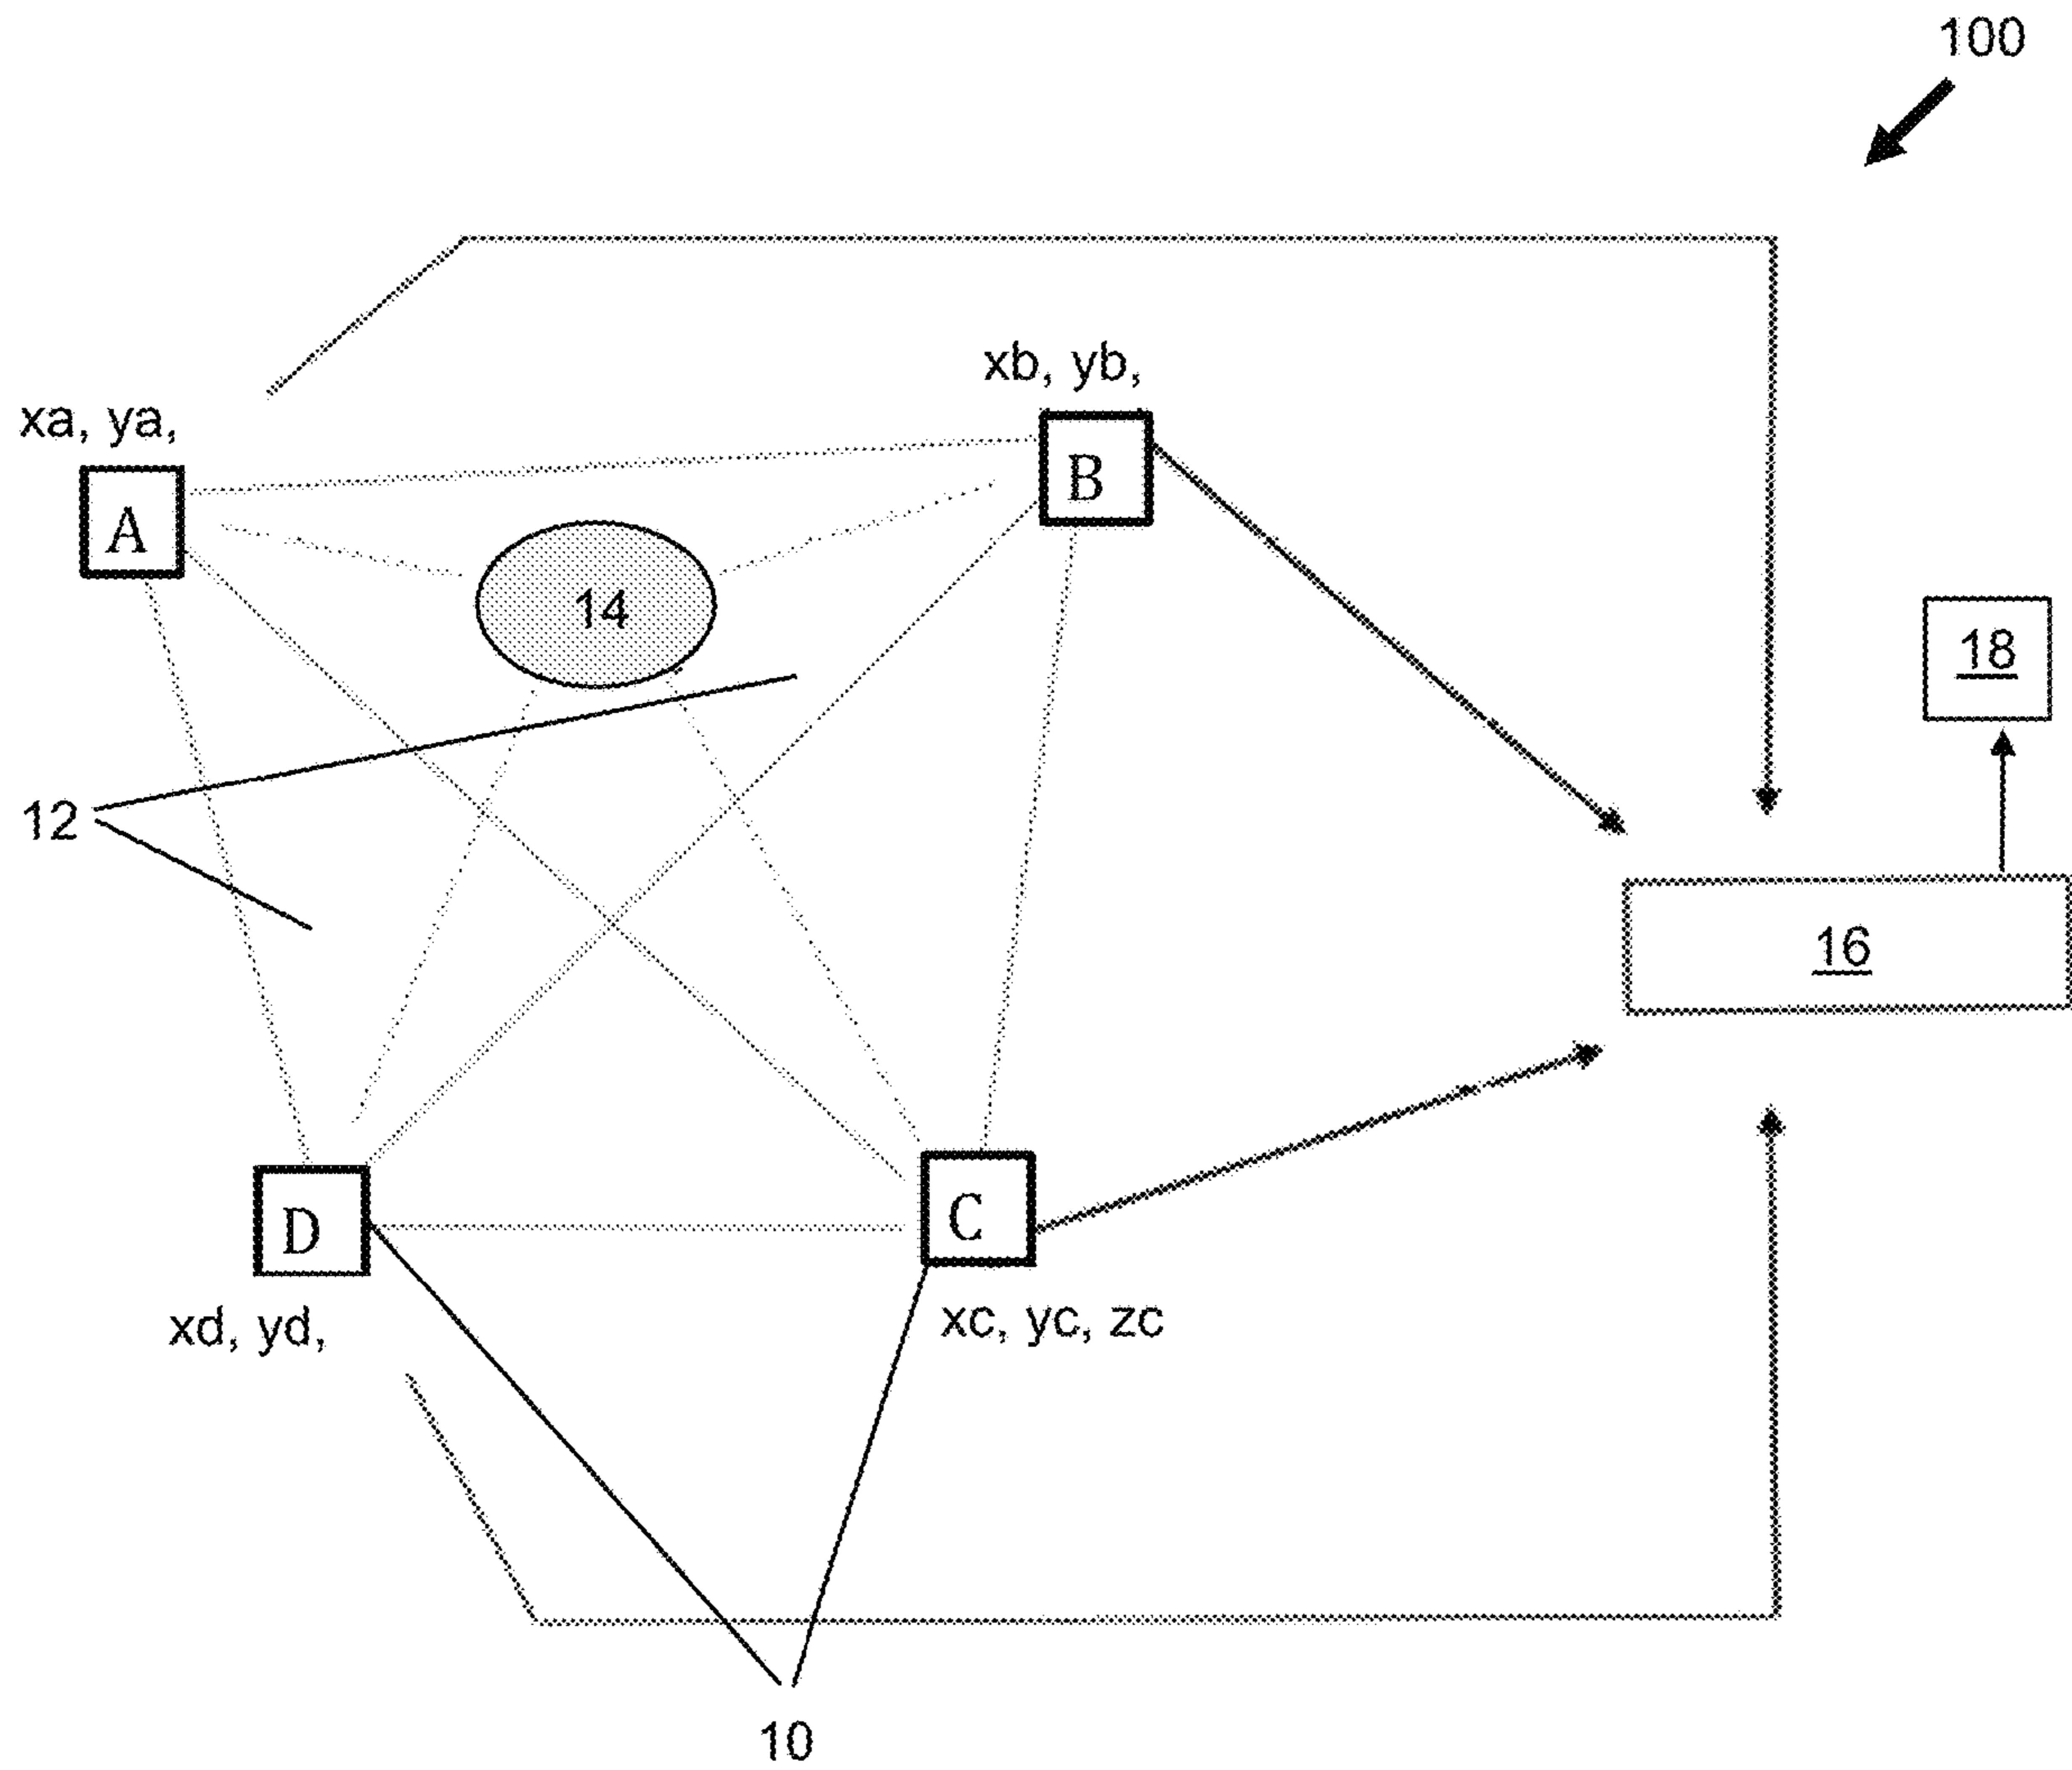 100
xb, yb,
xa, ya,
B
A
14
18
12
16
D
C
xd, yd,
xc, yc, zc
10